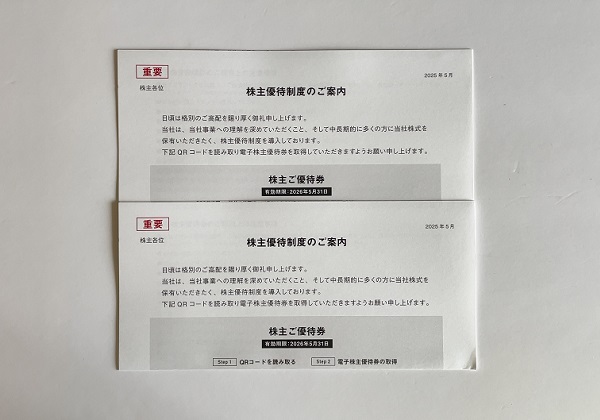 重要
2025年5月
株主各位
株主優待制度のご案内
日頃は格別のご高配を賜り厚く御礼申し上げます。
当社は、当社事業への理解を深めていただくこと、そして中長期的に多くの方に当社株式を
保有いただきたく、株主優待制度を導入しております。
下記QRコードを読み取り電子株主優待券を取得していただきますようお願い申し上げます。
株主ご優待券
有効期限:2026年5月31日
重要
2025年5月
株主各位
株主優待制度のご案内
日頃は格別のご高配を賜り厚く御礼申し上げます。
当社は、当社事業への理解を深めていただくこと、そして中長期的に多くの方に当社株式を
保有いただきたく、株主優待制度を導入しております。
下記QRコードを読み取り電子株主優待券を取得していただきますようお願い申し上げます。
株主ご優待券
有効期限:2026年5月31日
Step 1 QRコードを読み取る Step 2 電子株主優待券の取得